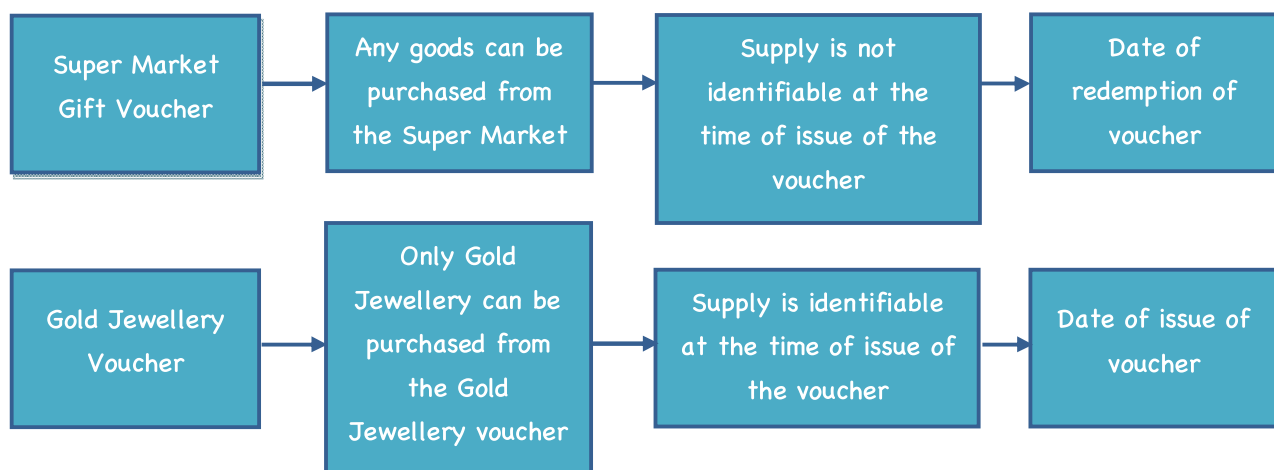 Super Market
Gift Voucher
Any goods can be
purchased from
the Super Market
Supply is not
identifiable at the
time of issue of the
voucher
Date of
redemption of
voucher
Gold Jewellery
Voucher
Only Gold
Jewellery can be
purchased from
the Gold
Jewellery voucher
Supply is identifiable
at the time of issue of
the voucher
Date of issue of
voucher